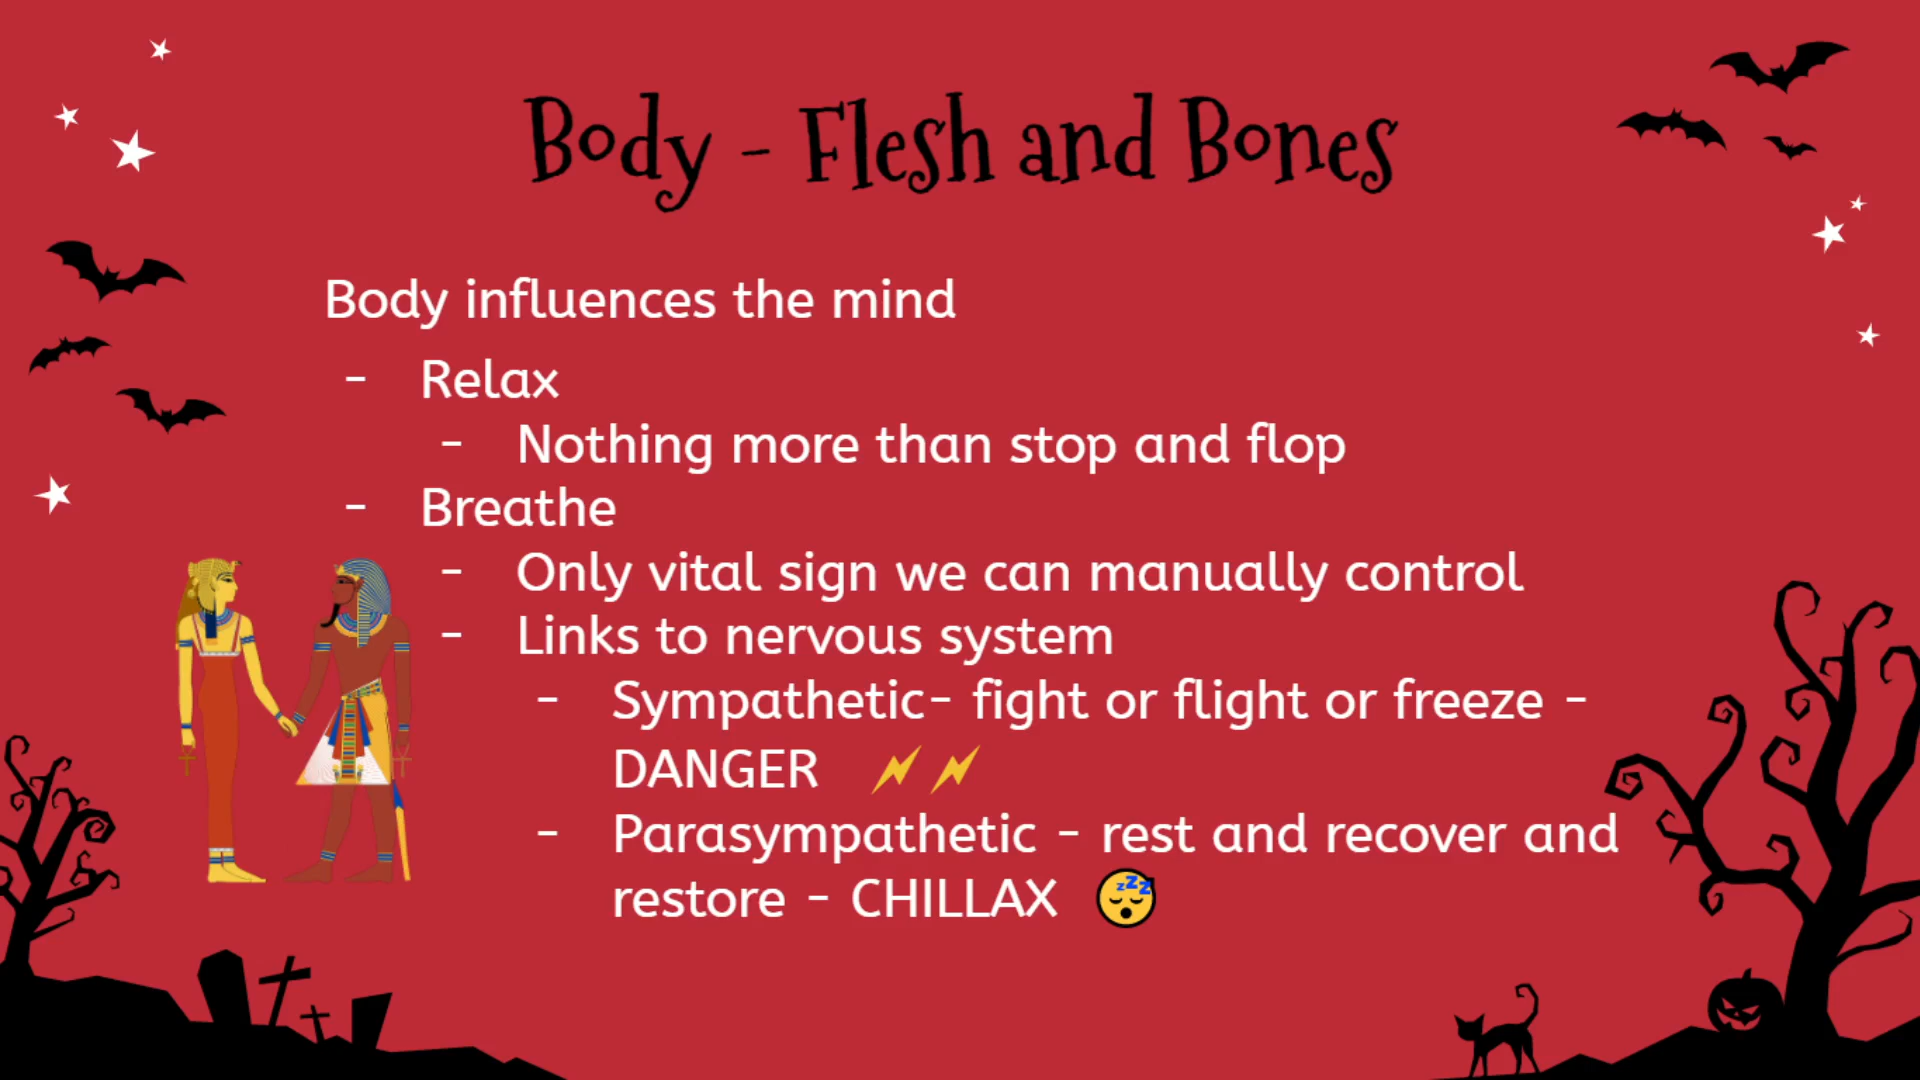 Body - Flesh and Bones
Body influences the mind
- Relax
- Nothing more than stop and flop
- Breathe
- Only vital sign we can manually control
- Links to nervous system
- Sympathetic- fight or flight or freeze -
DANGER ⚡⚡
- Parasympathetic - rest and recover and
restore - CHILLAX 😴